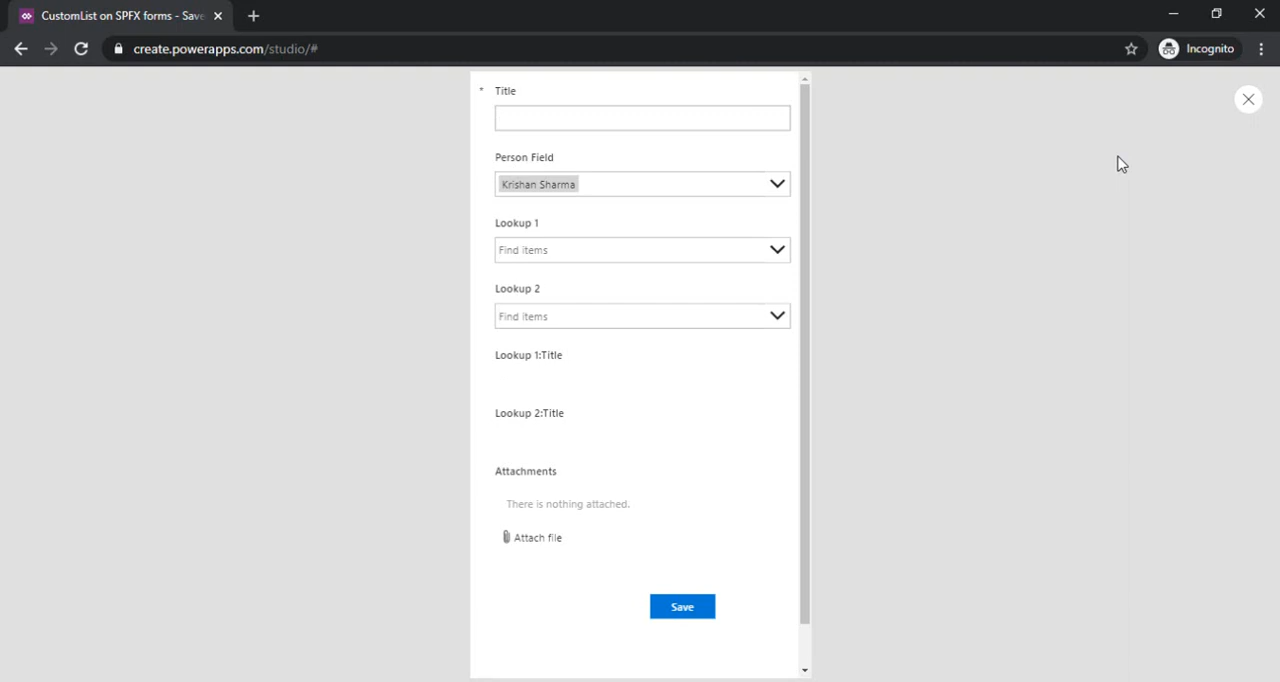 CustomList on SPFX forms - Save
create.powerapps.com/studio/#
Incognito
* Title
Person Field
Krishan Sharma
Lookup 1
Find items
Lookup 2
Find items
Lookup 1:Title
Lookup 2:Title
Attachments
There is nothing attached.
Attach file
Save